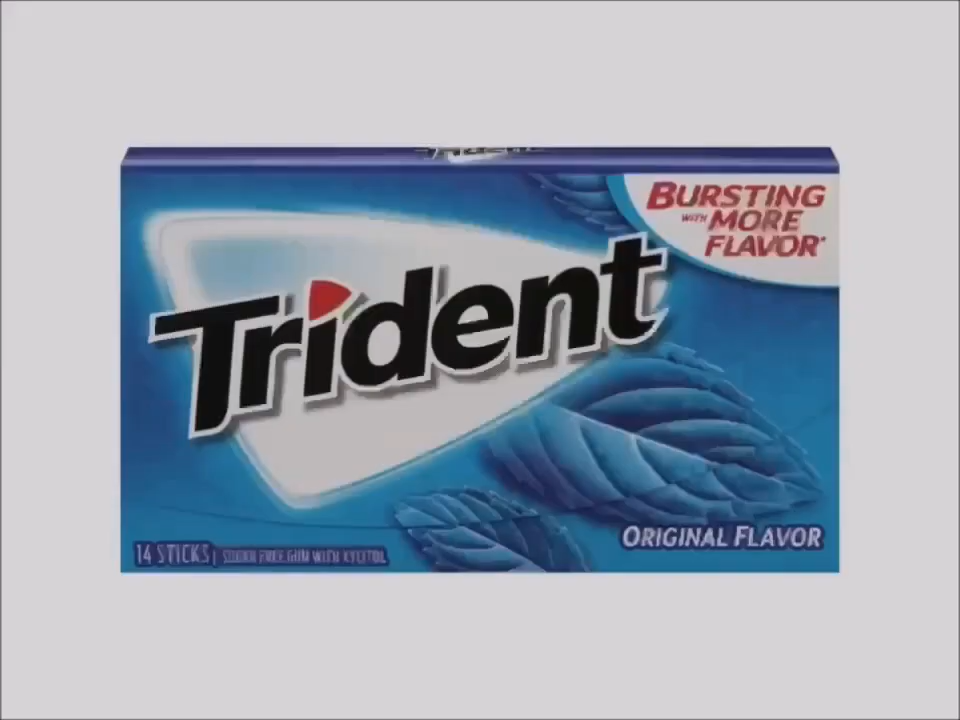 BURSTING
WITH MORE
FLAVOR*
Trident
ORIGINAL FLAVOR
14 STICKS | SUGAR FREE GUM WITH XYLITOL